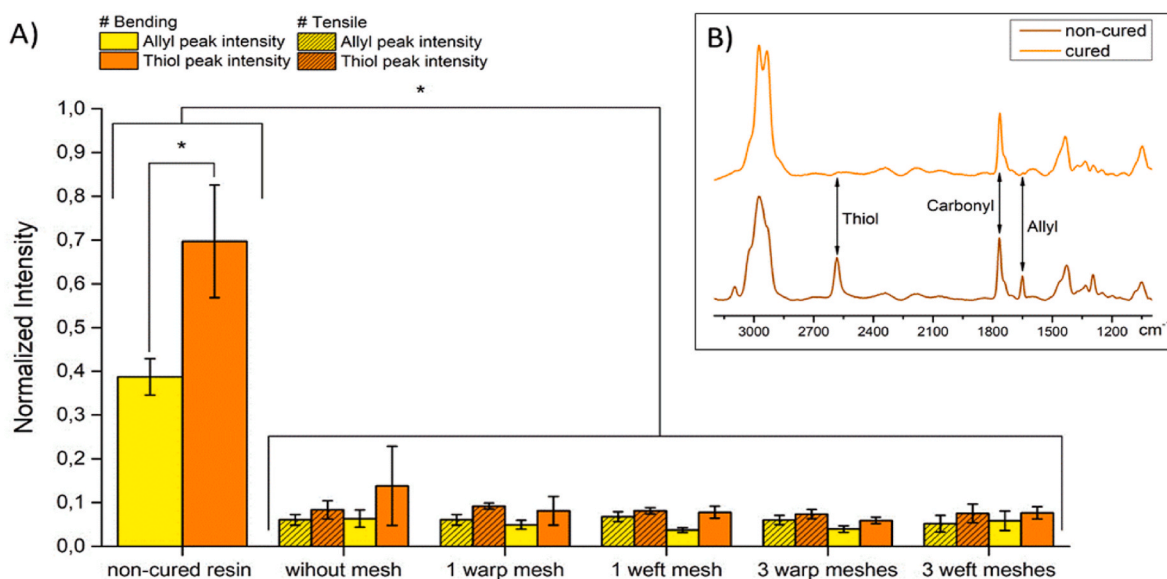 A)
# Bending
Allyl peak intensity
Thiol peak intensity
# Tensile
Allyl peak intensity
Thiol peak intensity
*
*
Normalized Intensity
1,0
0,9
0,8
0,7
0,6
0,5
0,4
0,3
0,2
0,1
0,0
non-cured resin
wihout mesh
1 warp mesh
1 weft mesh
3 warp meshes
3 weft meshes
B)
non-cured
cured
Thiol
Carbonyl
Allyl
3000 2700 2400 2100 1800 1500 1200 cm⁻¹